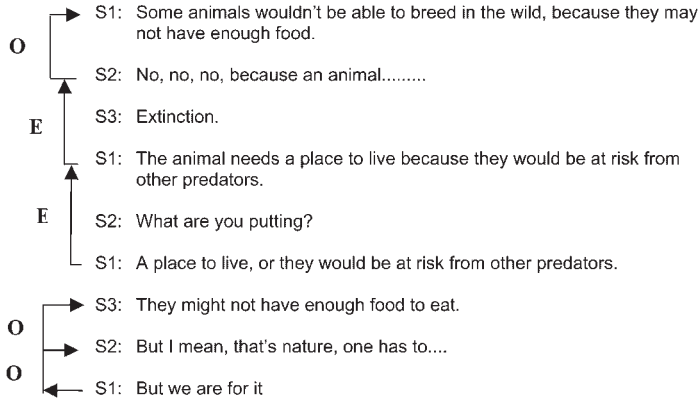 O
S1: Some animals wouldn't be able to breed in the wild, because they may
not have enough food.
S2: No, no, no, because an animal.........
E
S3: Extinction.
S1: The animal needs a place to live because they would be at risk from
other predators.
E
S2: What are you putting?
S1: A place to live, or they would be at risk from other predators.
S3: They might not have enough food to eat.
O
S2: But I mean, that's nature, one has to....
O
S1: But we are for it